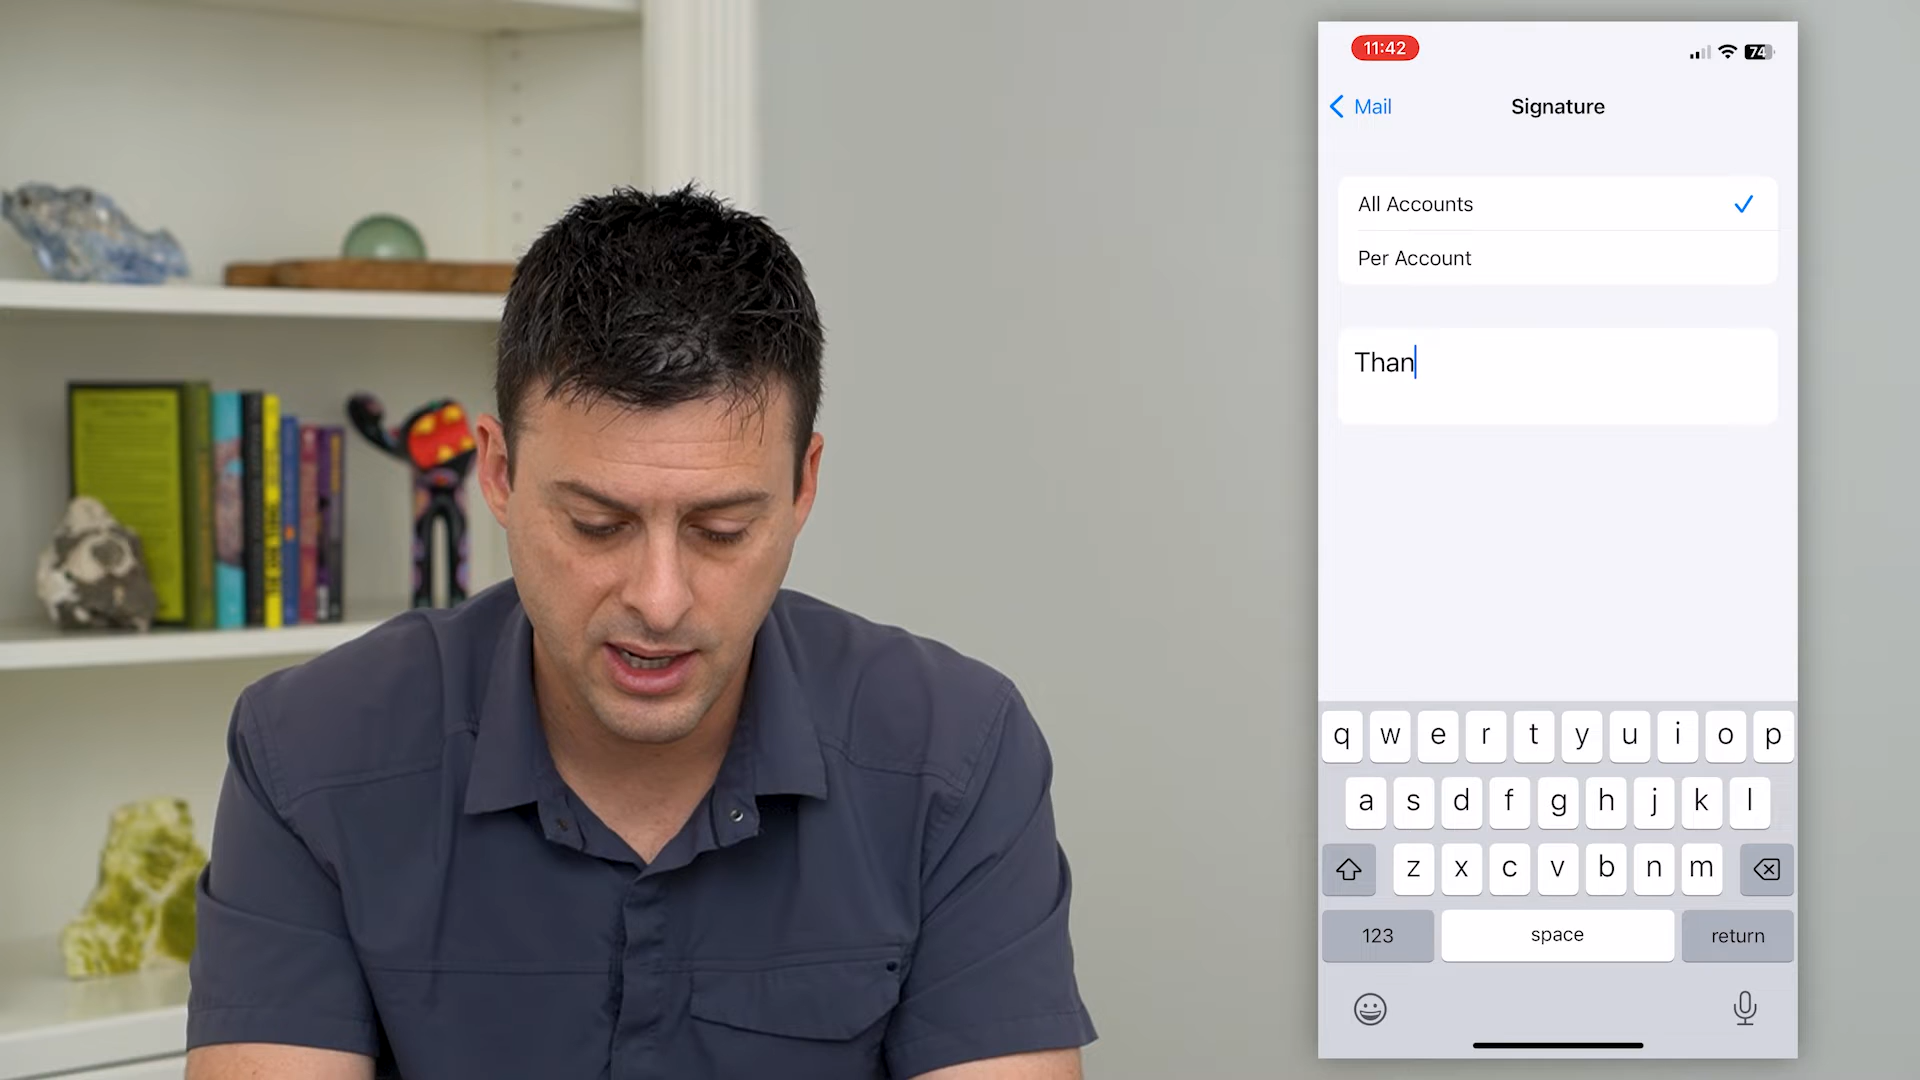 11:42
74
Mail
Signature
All Accounts
Per Account
Than
q w e r t y u i o p
a s d f g h j k l
z x c v b n m
123 space return